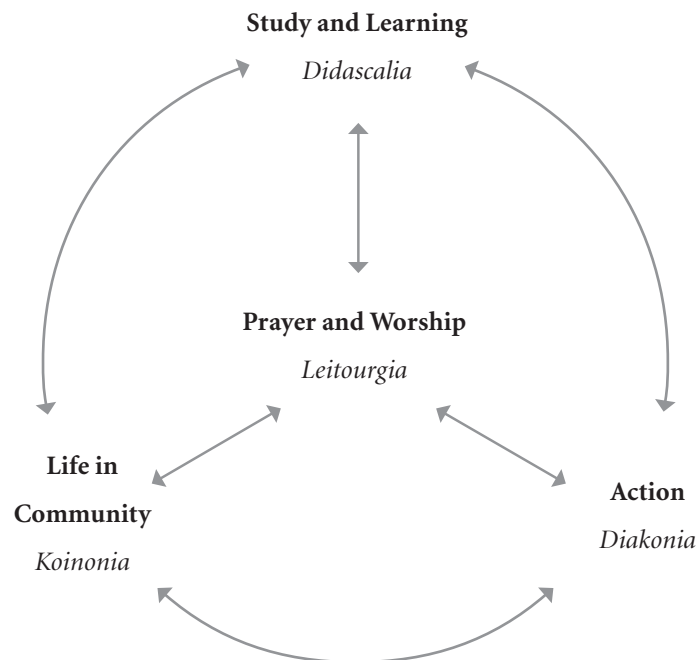 Study and Learning
Didascalia
Prayer and Worship
Leitourgia
Life in
Community
Koinonia
Action
Diakonia